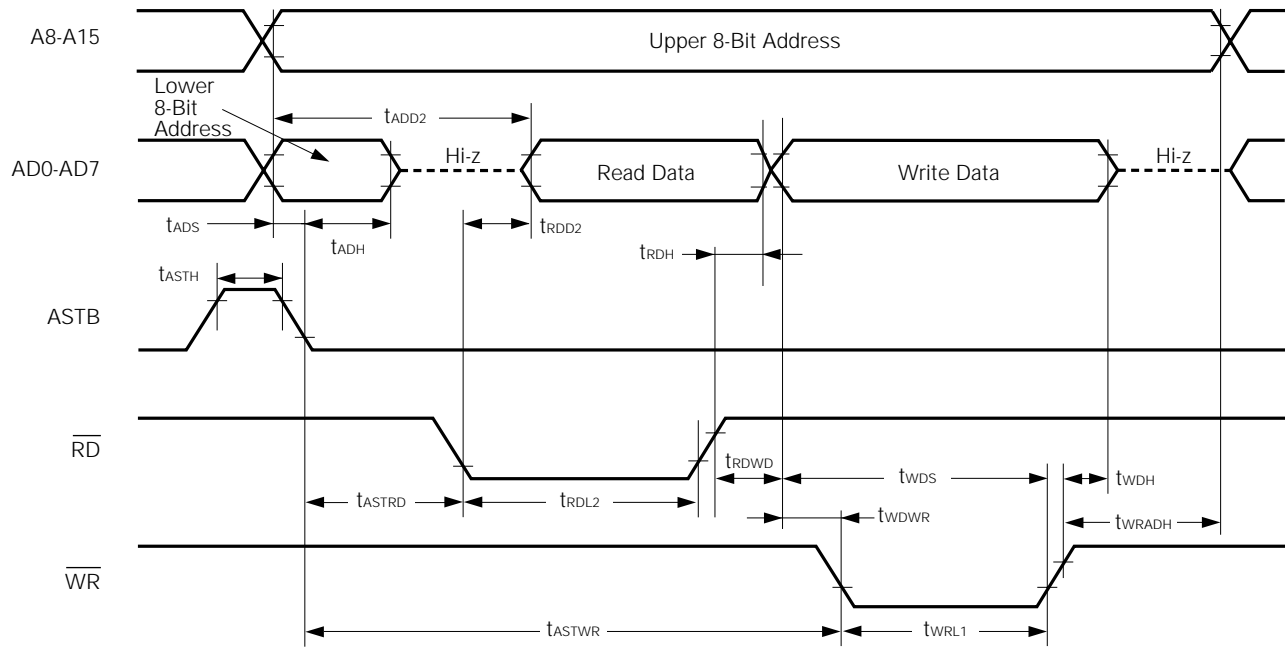 A8-A15
Upper 8-Bit Address
Lower
8-Bit
Address
tADD2
AD0-AD7
Hi-z
Read Data
Write Data
Hi-z
tADS
tADH
tRDD2
tRDH
tASTH
ASTB
RD
tRDWD
tWDS
tWDH
tASTRD
tRDL2
tWDWR
tWRADH
WR
tASTWR
tWRL1